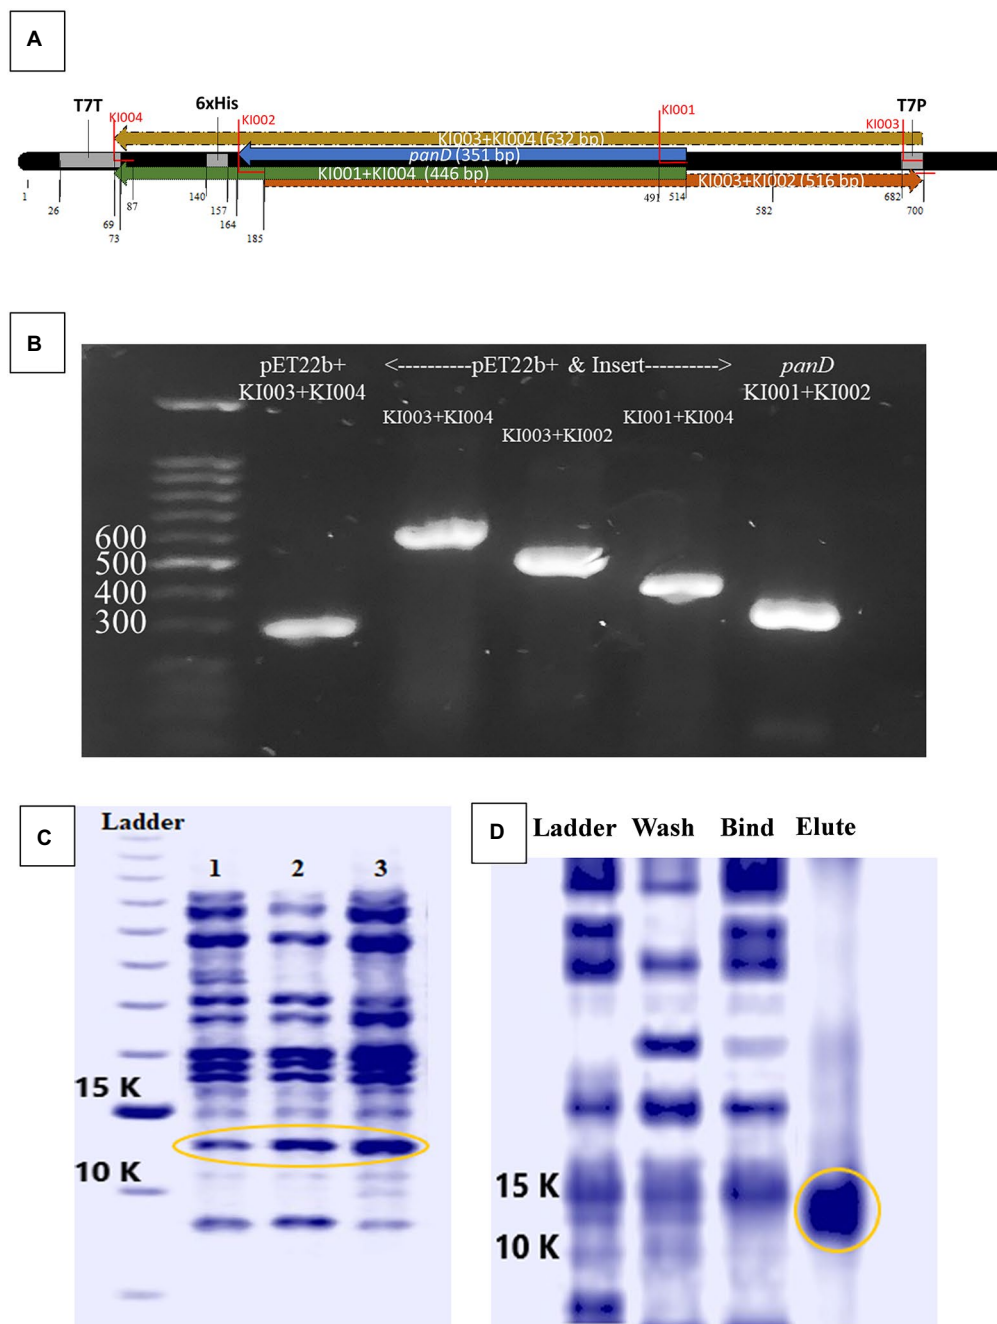 A
T7T
6xHis
T7P
KI004
KI002
KI001
KI003
KI003+KI004 (632 bp)
panD (351 bp)
KI001+KI004 (446 bp)
KI003+KI002 (516 bp)
1
26
69
73
87
140
157
164
185
491
514
582
682
700
B
pET22b+
KI003+KI004
<----------pET22b+ & Insert---------->
KI003+KI004
KI003+KI002
KI001+KI004
panD
KI001+KI002
600
500
400
300
C
Ladder
1 2 3
15 K
10 K
D
Ladder Wash Bind Elute
15 K
10 K